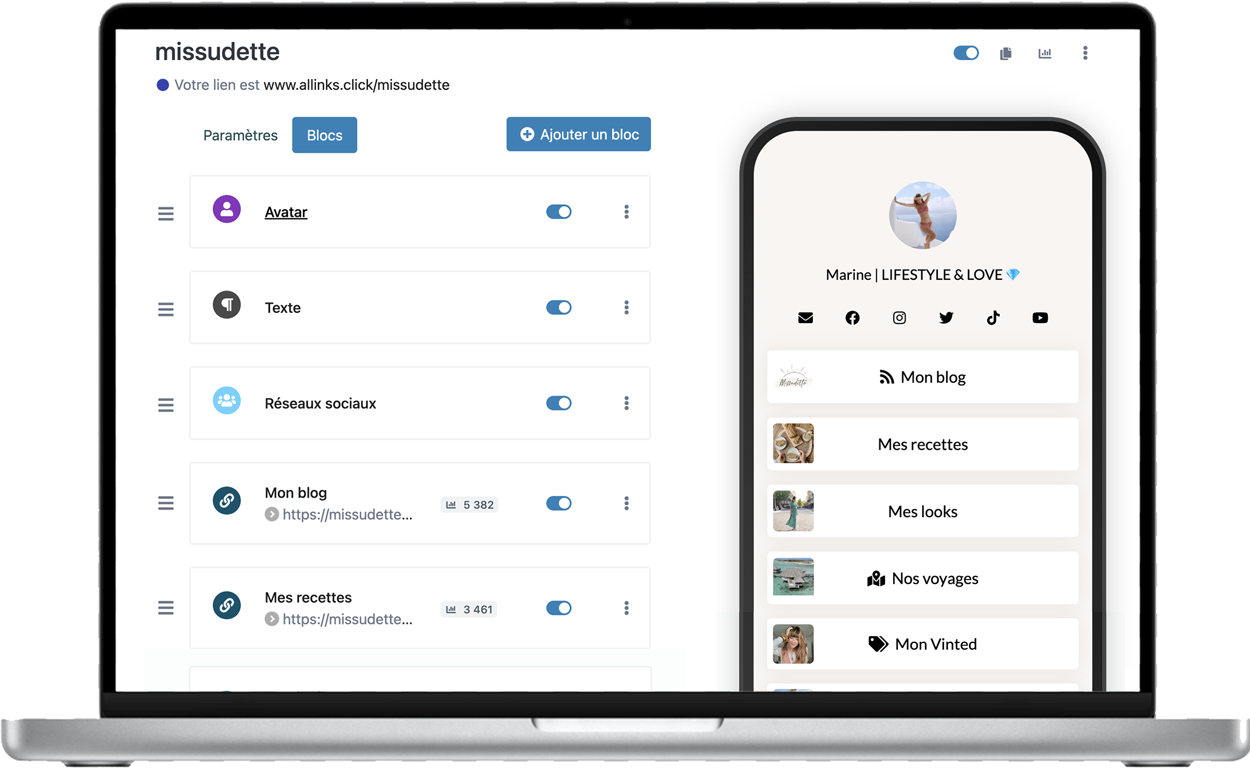 missudette
Votre lien est www.allinks.click/missudette
Paramètres
Blocs
Ajouter un bloc
Avatar
Texte
Réseaux sociaux
Mon blog
https://missudette...
5 382
Mes recettes
https://missudette...
3 461
Marine | LIFESTYLE & LOVE 💎
Missudette
Mon blog
Mes recettes
Mes looks
Nos voyages
Mon Vinted